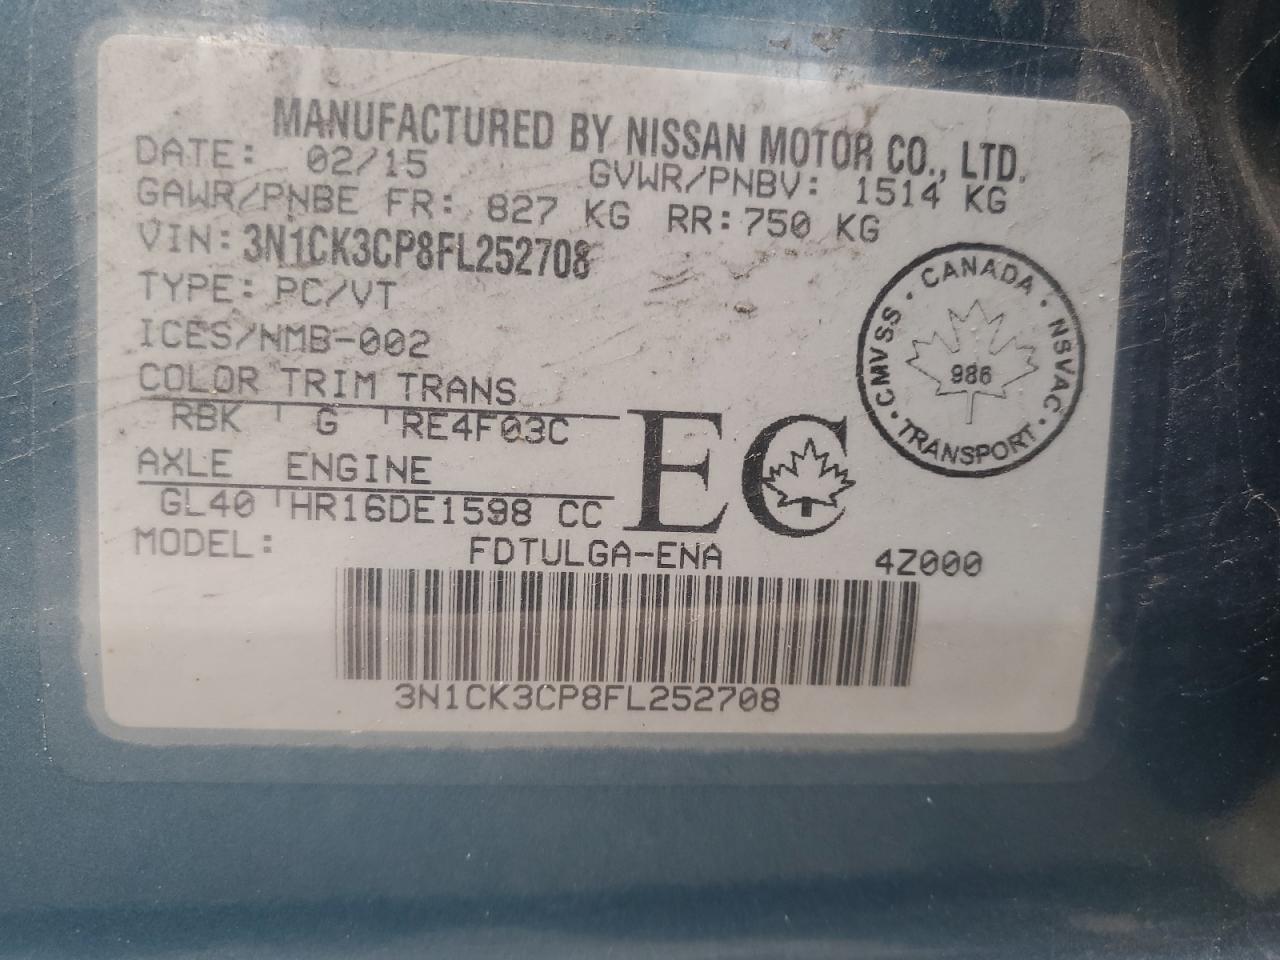 MANUFACTURED BY NISSAN MOTOR CO., LTD.
DATE: 02/15 GVWR/PNBV: 1514 KG
GAWR/PNBE FR: 827 KG RR:750 KG
VIN: 3N1CK3CP8FL252708
TYPE: PC/VT
ICES/NMB-002
COLOR TRIM TRANS
RBK G RE4F03C
AXLE ENGINE
GL40 HR16DE1598 CC
MODEL: FDTULGA-ENA 4Z000
3N1CK3CP8FL252708
EC
CANADA · NSVAC · TRANSPORT · CMVSS ·
986